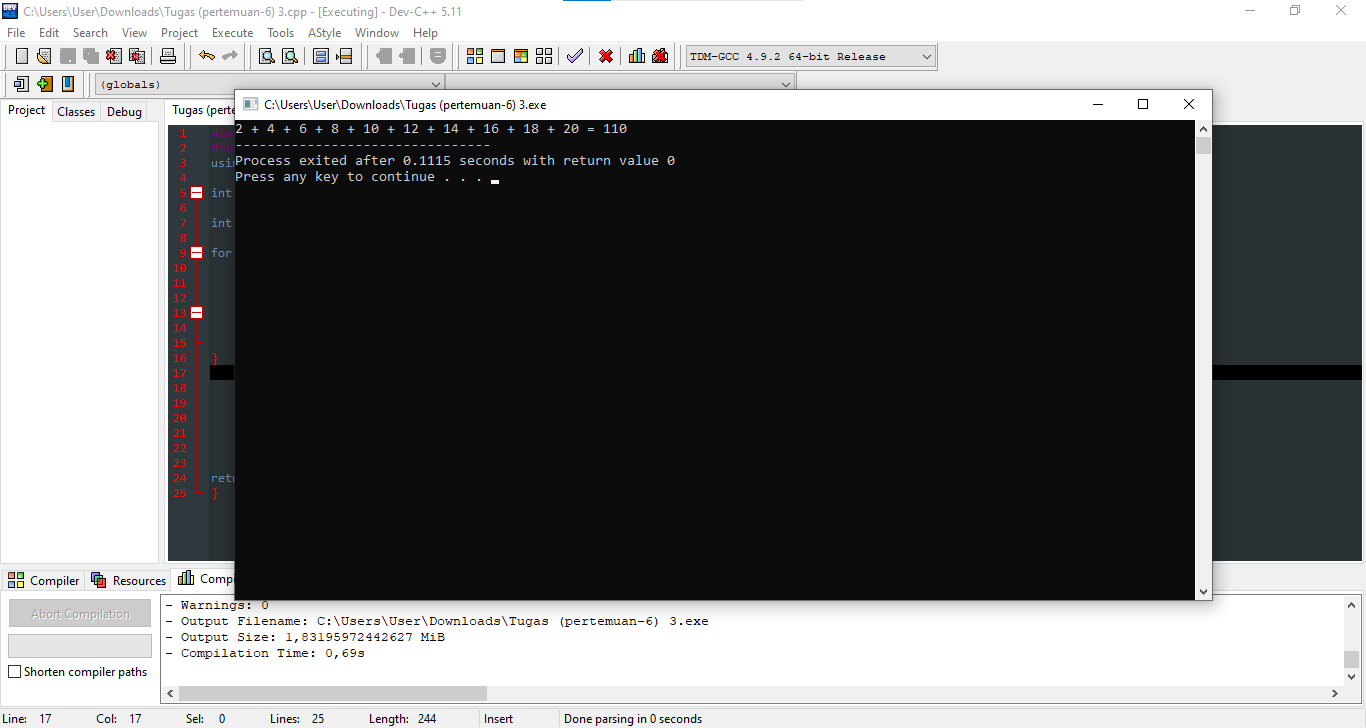 C:\Users\User\Downloads\Tugas (pertemuan-6) 3.cpp - [Executing] - Dev-C++ 5.11
File Edit Search View Project Execute Tools AStyle Window Help
TDM-GCC 4.9.2 64-bit Release
(globals)
Project Classes Debug
Tugas (perte
C:\Users\User\Downloads\Tugas (pertemuan-6) 3.exe
2 + 4 + 6 + 8 + 10 + 12 + 14 + 16 + 18 + 20 = 110
--------------------------------
Process exited after 0.1115 seconds with return value 0
Press any key to continue . . .
1 #in
2 #in
3 usin
4
5 int
6
7 int
8
9 for
10
11
12
13
14
15
16 }
17
18
19
20
21
22
23
24 retu
25 }
Compiler Resources Compi
Abort Compilation
Shorten compiler paths
- Warnings: 0
- Output Filename: C:\Users\User\Downloads\Tugas (pertemuan-6) 3.exe
- Output Size: 1,83195972442627 MiB
- Compilation Time: 0,69s
Line: 17 Col: 17 Sel: 0 Lines: 25 Length: 244 Insert Done parsing in 0 seconds